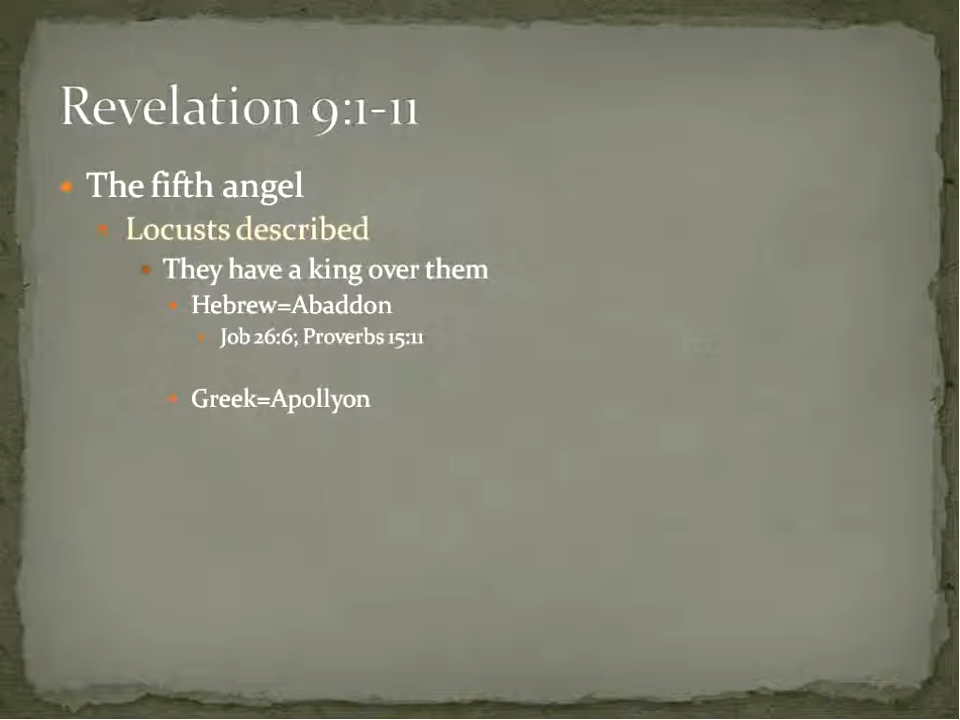 Revelation 9:1-11
• The fifth angel
• Locusts described
• They have a king over them
• Hebrew=Abaddon
• Job 26:6; Proverbs 15:11
• Greek=Apollyon